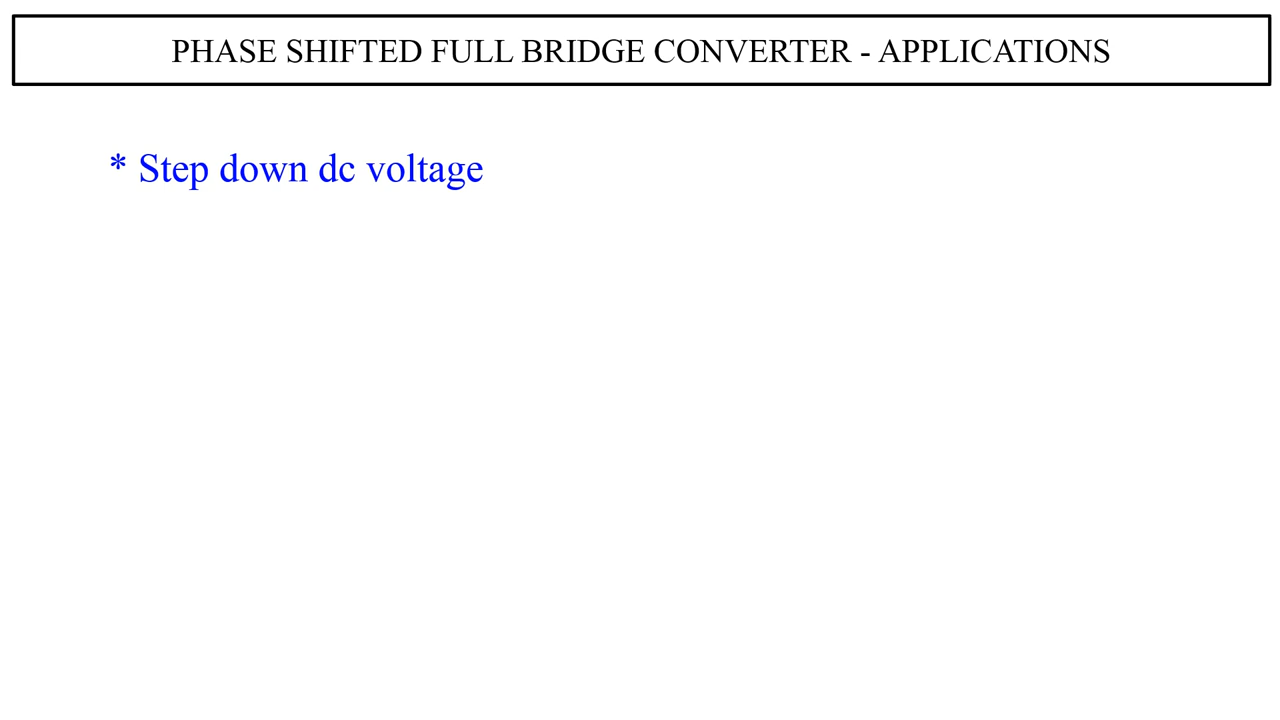 PHASE SHIFTED FULL BRIDGE CONVERTER - APPLICATIONS
* Step down dc voltage